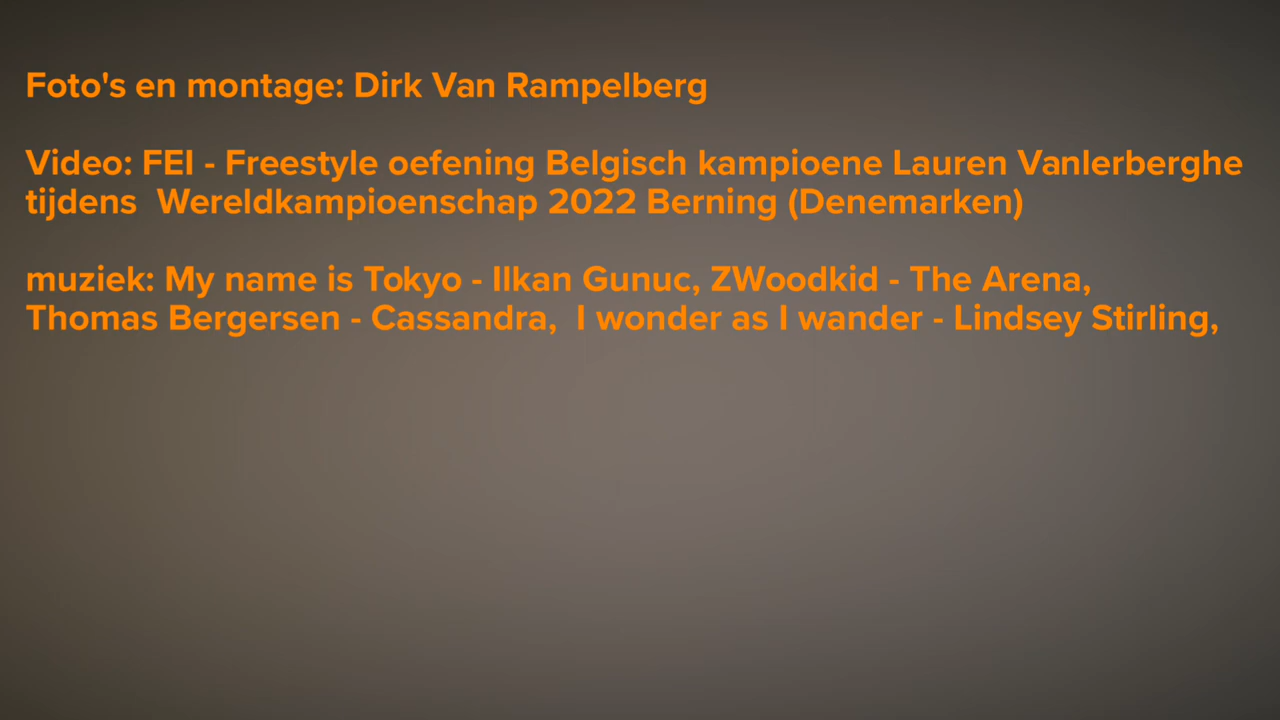 Foto's en montage: Dirk Van Rampelberg
Video: FEI - Freestyle oefening Belgisch kampioene Lauren Vanlerberghe
tijdens  Wereldkampioenschap 2022 Berning (Denemarken)
muziek: My name is Tokyo - Ilkan Gunuc, ZWoodkid - The Arena,
Thomas Bergersen - Cassandra,  I wonder as I wander - Lindsey Stirling,